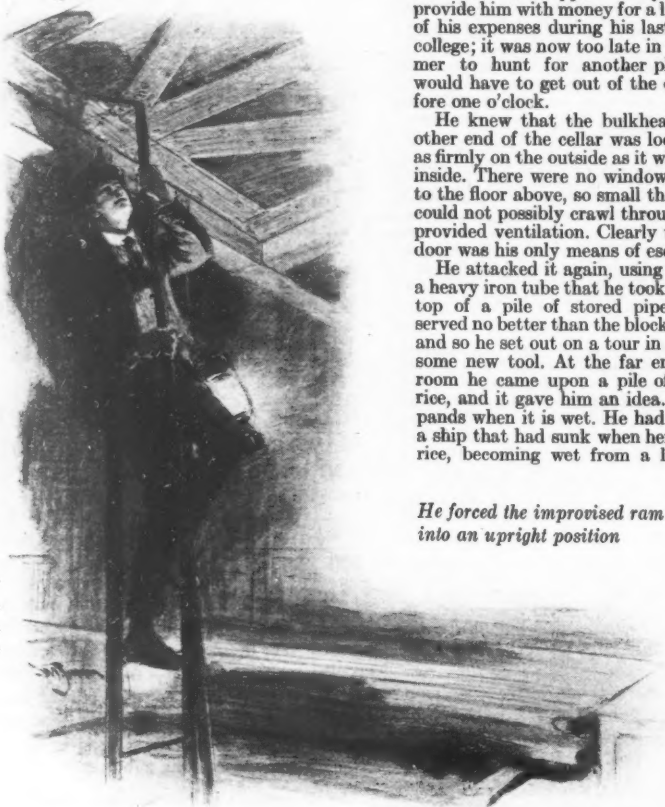 provide him with money for a l
of his expenses during his last
college; it was now too late in
mer to hunt for another p
would have to get out of the
fore one o'clock.
He knew that the bulkhea
other end of the cellar was loc
as firmly on the outside as it w
inside. There were no window
to the floor above, so small th
could not possibly crawl throu
provided ventilation. Clearly
door was his only means of es
He attacked it again, using
a heavy iron tube that he took
top of a pile of stored pipe
served no better than the block
and so he set out on a tour in
some new tool. At the far en
room he came upon a pile o
rice, and it gave him an idea.
pands when it is wet. He had
a ship that had sunk when he
rice, becoming wet from a l
He forced the improvised ram
into an upright position